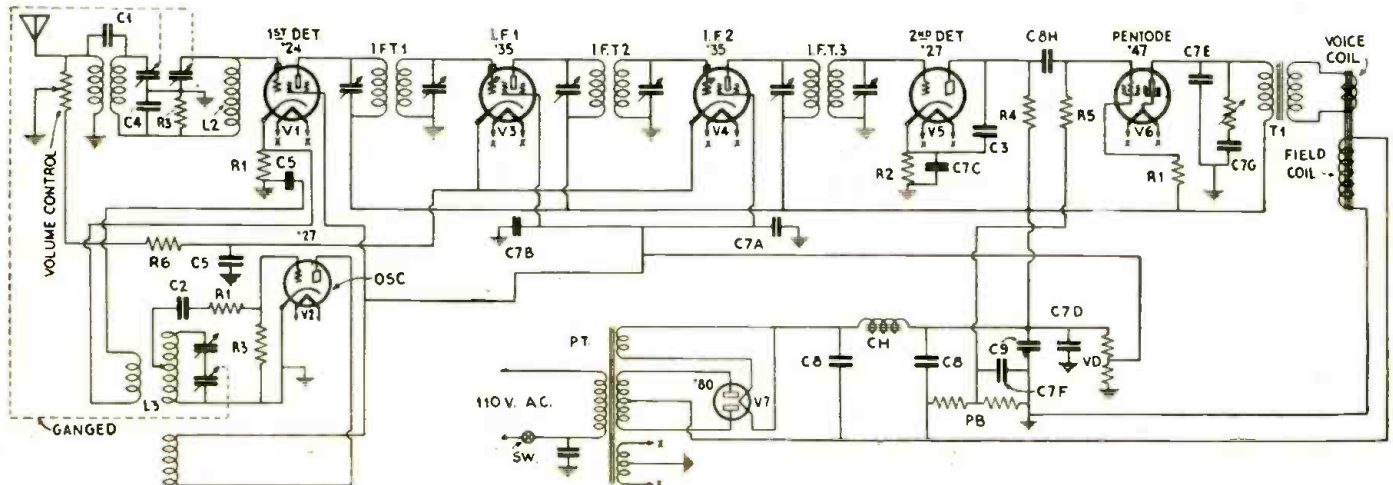 C1
1ST DET
'24
I.F.T.1
I.F.1
'35
I.F.T.2
I.F.2
'35
I.F.T.3
2ND DET
'27
C8H
PENTODE
'47
C7E
VOICE
COIL
C4
R3
L2
V1
x x
V3
x x
V4
x x
V5
x x
C3
R4
R5
V6
x x
C7G
T1
FIELD
COIL
VOLUME CONTROL
R1
C5
R2
C7C
R1
R6
C5
'27
OSC
C7B
C7A
C2
R1
V2
R3
L3
GANGED
PT
110 V. A.C.
SW.
'80
V7
C8
CH
C8
C9
C7D
VD
C7F
PB
x
x